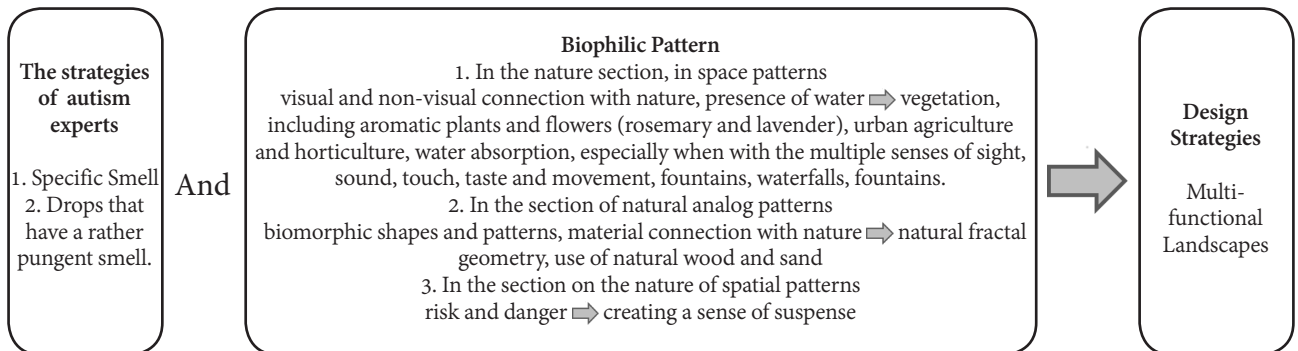 The strategies
of autism
experts
1. Specific Smell
2. Drops that
have a rather
pungent smell.
And
Biophilic Pattern
1. In the nature section, in space patterns
visual and non-visual connection with nature, presence of water vegetation,
including aromatic plants and flowers (rosemary and lavender), urban agriculture
and horticulture, water absorption, especially when with the multiple senses of sight,
sound, touch, taste and movement, fountains, waterfalls, fountains.
2. In the section of natural analog patterns
biomorphic shapes and patterns, material connection with nature natural fractal
geometry, use of natural wood and sand
3. In the section on the nature of spatial patterns
risk and danger creating a sense of suspense
Design
Strategies
Multi-
functional
Landscapes